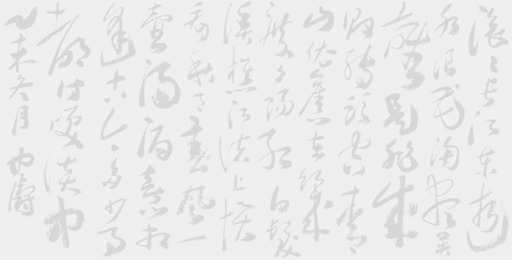 滚滚长江东逝
水浪花淘尽英
雄是非成
败转头空青
山依旧在几
度夕阳红白髮
渔樵江渚上惯
看秋月春风一
壶浊酒喜相
逢古今多少
事
都付笑谈中
乙未冬月